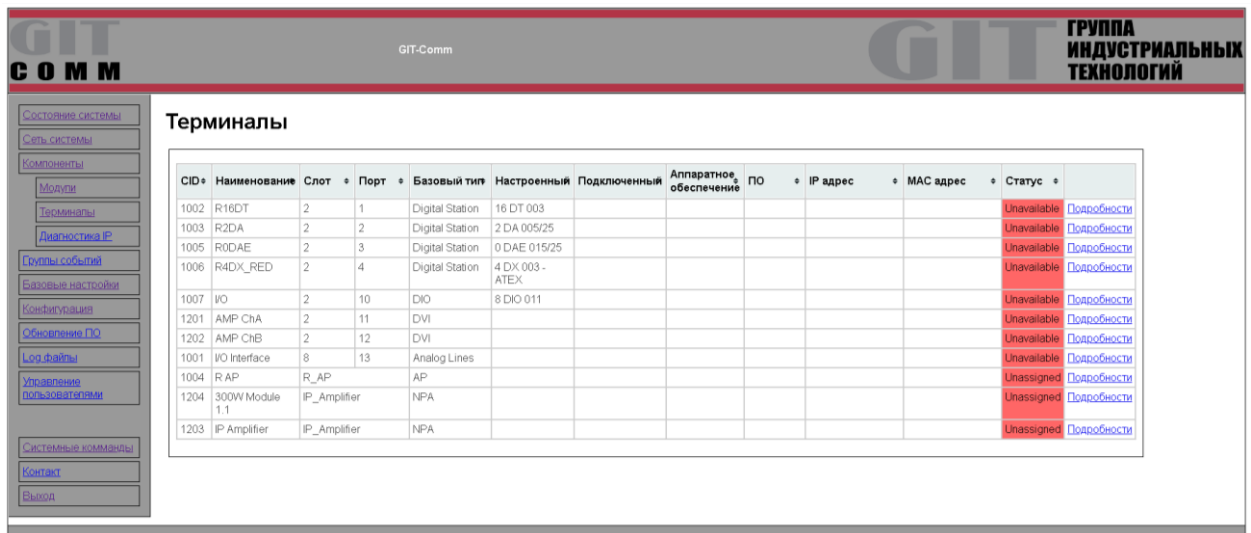 GIT
COMM
GIT-Comm
GIT
ГРУППА
ИНДУСТРИАЛЬНЫХ
ТЕХНОЛОГИЙ
Состояние системы
Сеть системы
Компоненты
Модули
Терминалы
Диагностика IP
Группы событий
Базовые настройки
Конфигурация
Обновление ПО
Log файлы
Управление
пользователями
Системные комманды
Контакт
Выход
Терминалы
CID Наименование Слот Порт Базовый тип Настроенный Подключенный Аппаратное обеспечение ПО IP адрес MAC адрес Статус
1002 R16DT 2 1 Digital Station 16 DT 003 Unavailable Подробности
1003 R2DA 2 2 Digital Station 2 DA 005/25 Unavailable Подробности
1005 R0DAE 2 3 Digital Station 0 DAE 015/25 Unavailable Подробности
1006 R4DX_RED 2 4 Digital Station 4 DX 003 - Unavailable Подробности
ATEX
1007 I/O 2 10 DIO 8 DIO 011 Unavailable Подробности
1201 AMP ChA 2 11 DVI Unavailable Подробности
1202 AMP ChB 2 12 DVI Unavailable Подробности
1001 I/O Interface 8 13 Analog Lines Unavailable Подробности
1004 R AP R_AP AP Unassigned Подробности
1204 300W Module IP_Amplifier NPA Unassigned Подробности
1.1
1203 IP Amplifier IP_Amplifier NPA Unassigned Подробности